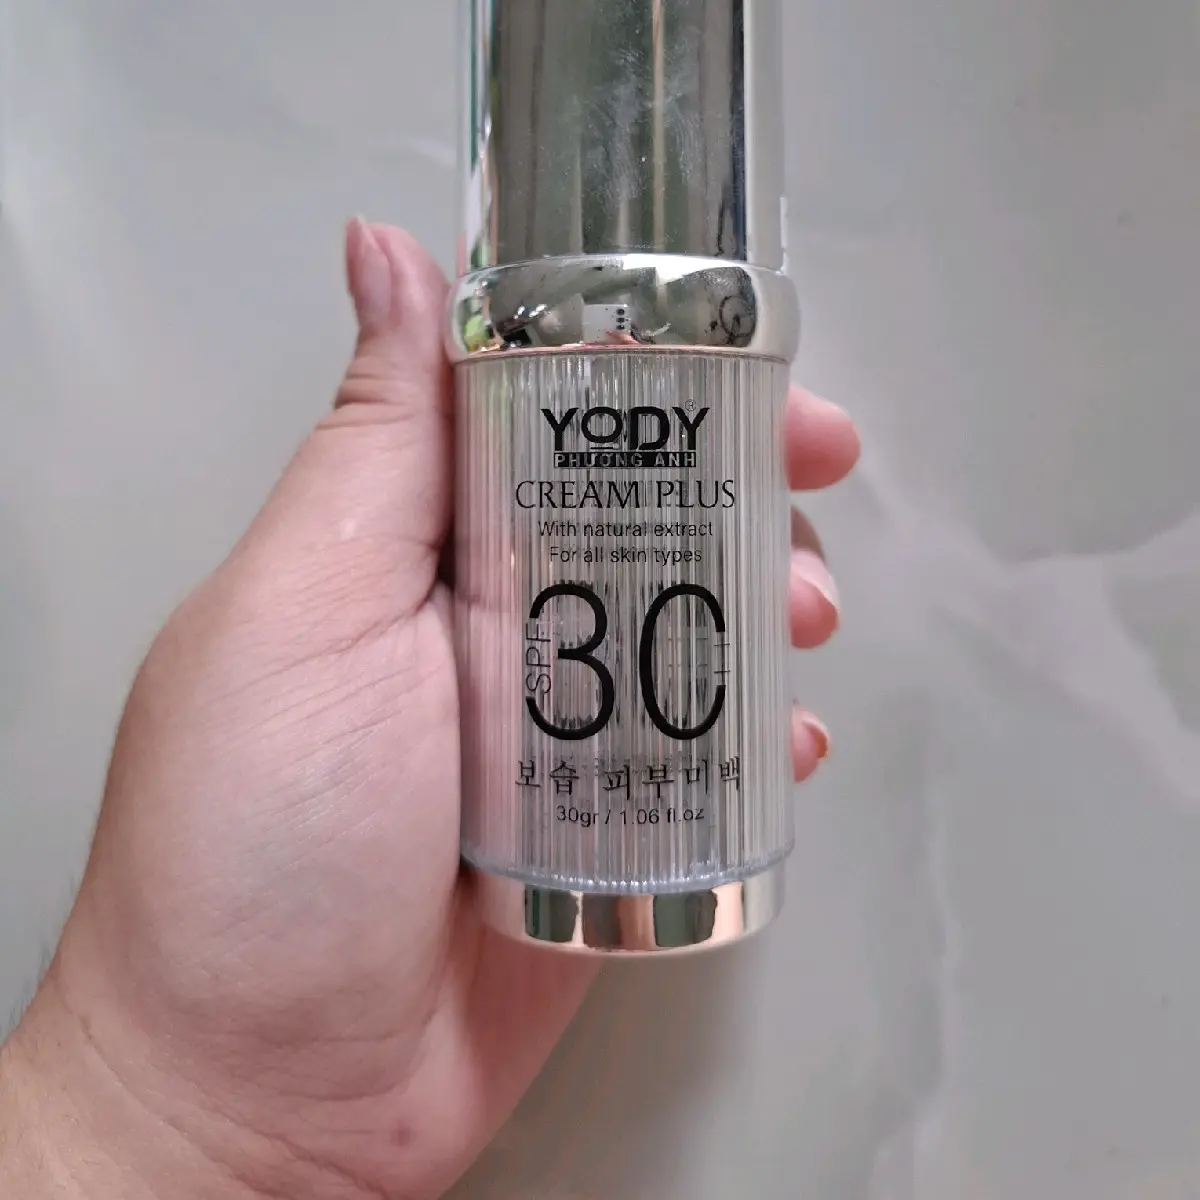 YODY®
PHƯƠNG ANH
CREAM PLUS
With natural extract
For all skin types
SPF 30 ++
보습 피부미백
30gr / 1.06 fl.oz